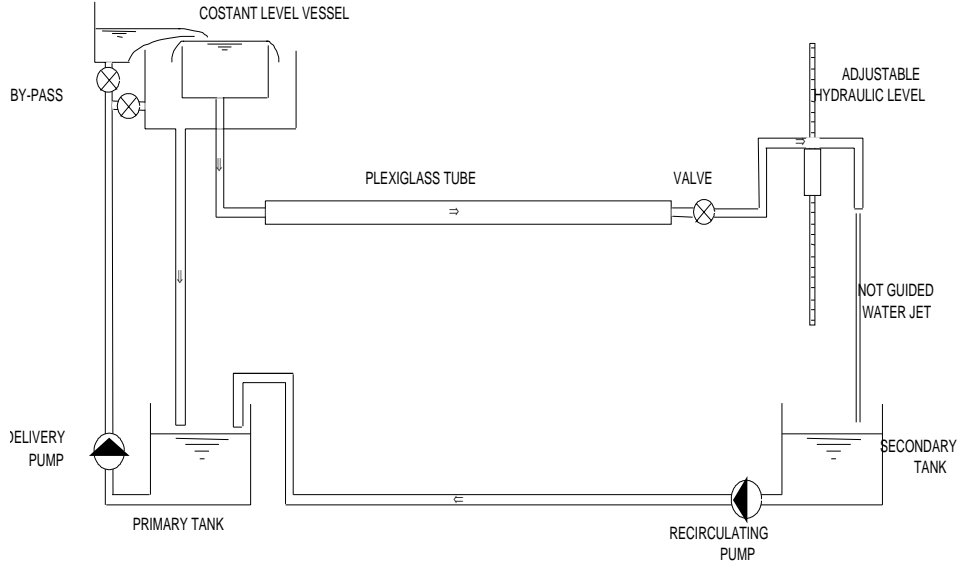 COSTANT LEVEL VESSEL
ADJUSTABLE
HYDRAULIC LEVEL
BY-PASS
PLEXIGLASS TUBE
VALVE
NOT GUIDED
WATER JET
DELIVERY
PUMP
SECONDARY
TANK
PRIMARY TANK
RECIRCULATING
PUMP